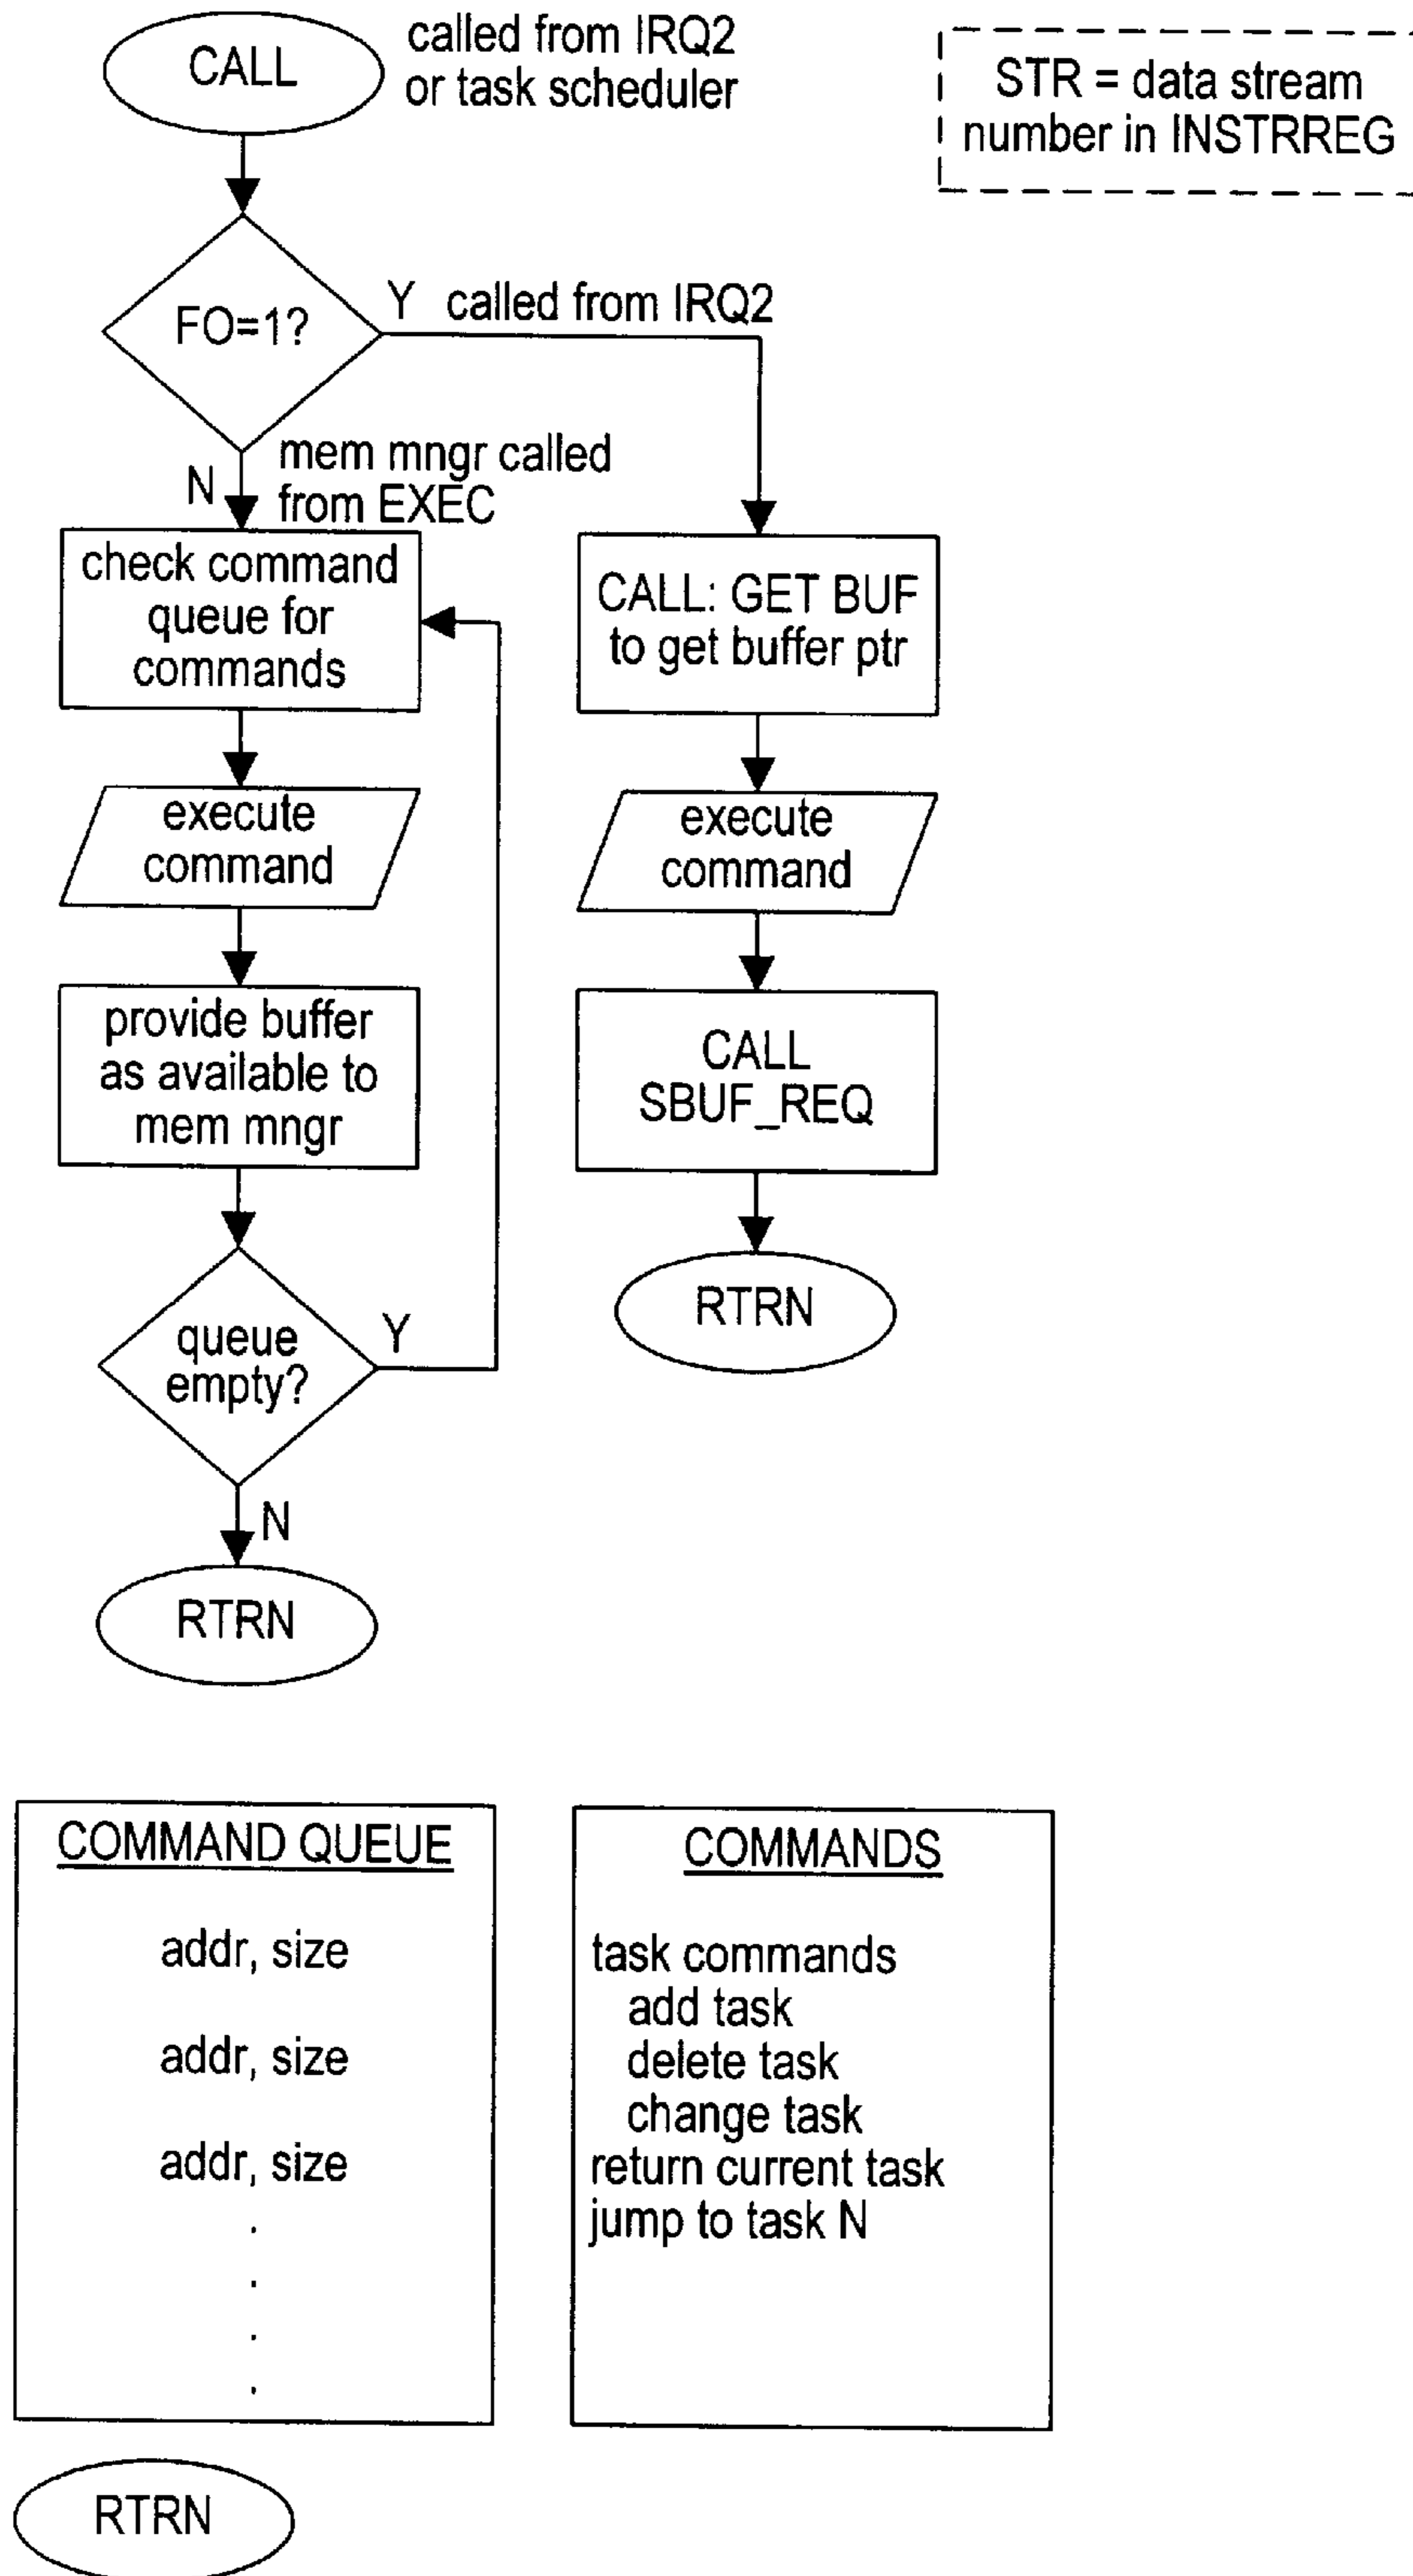 CALL
called from IRQ2
or task scheduler
STR = data stream
number in INSTRREG
FO=1?
Y called from IRQ2
N
mem mngr called
from EXEC
check command
queue for
commands
CALL: GET BUF
to get buffer ptr
execute
command
execute
command
provide buffer
as available to
mem mngr
CALL
SBUF_REQ
queue
empty?
Y
RTRN
N
RTRN
COMMAND QUEUE
addr, size
addr, size
addr, size
.
.
.
.
COMMANDS
task commands
add task
delete task
change task
return current task
jump to task N
RTRN